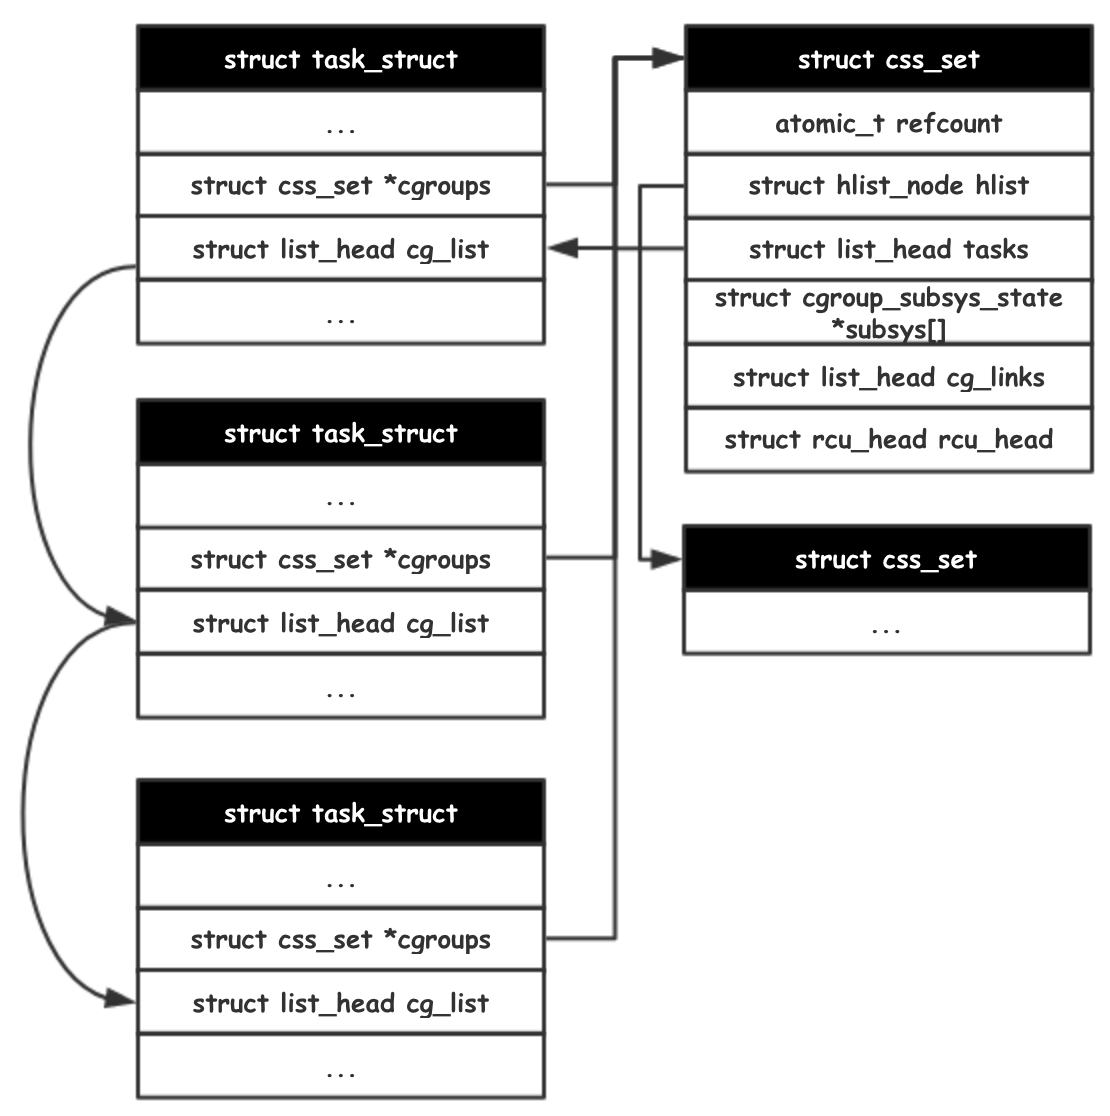 struct task_struct
...
struct css_set *cgroups
struct list_head cg_list
...
struct task_struct
...
struct css_set *cgroups
struct list_head cg_list
...
struct task_struct
...
struct css_set *cgroups
struct list_head cg_list
...
struct css_set
atomic_t refcount
struct hlist_node hlist
struct list_head tasks
struct cgroup_subsys_state
*subsys[]
struct list_head cg_links
struct rcu_head rcu_head
struct css_set
...